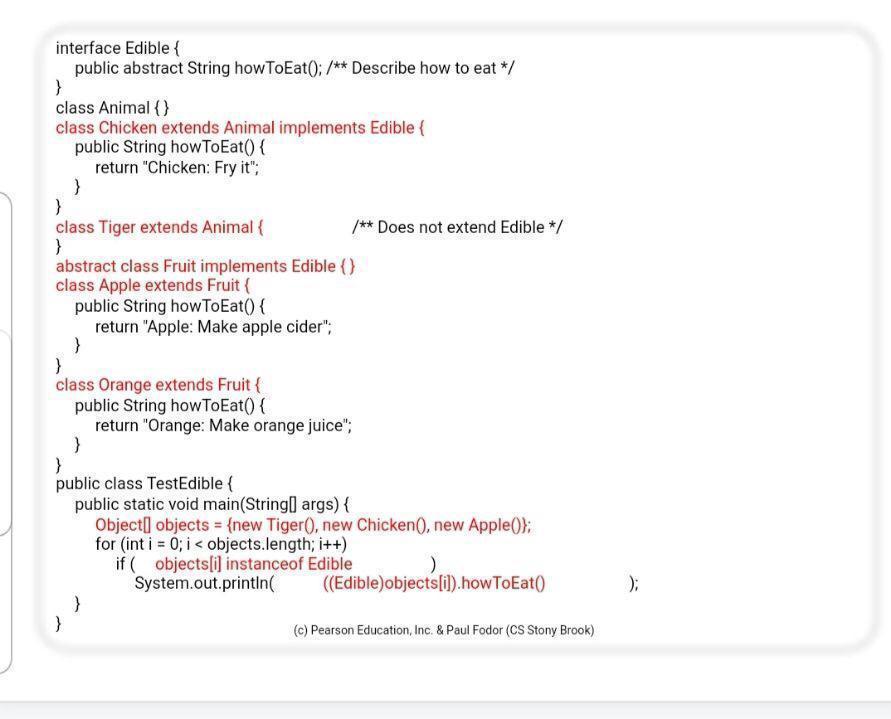 interface Edible {
public abstract String howToEat(); /** Describe how to eat */
}
class Animal { }
class Chicken extends Animal implements Edible {
public String howToEat() {
return "Chicken: Fry it";
}
}
class Tiger extends Animal { /** Does not extend Edible */
}
abstract class Fruit implements Edible { }
class Apple extends Fruit {
public String howToEat() {
return "Apple: Make apple cider";
}
}
class Orange extends Fruit {
public String howToEat() {
return "Orange: Make orange juice";
}
}
public class TestEdible {
public static void main(String[] args) {
Object[] objects = {new Tiger(), new Chicken(), new Apple()};
for (int i = 0; i < objects.length; i++)
if ( objects[i] instanceof Edible )
System.out.println( ((Edible)objects[i]).howToEat() );
}
}
(c) Pearson Education, Inc. & Paul Fodor (CS Stony Brook)